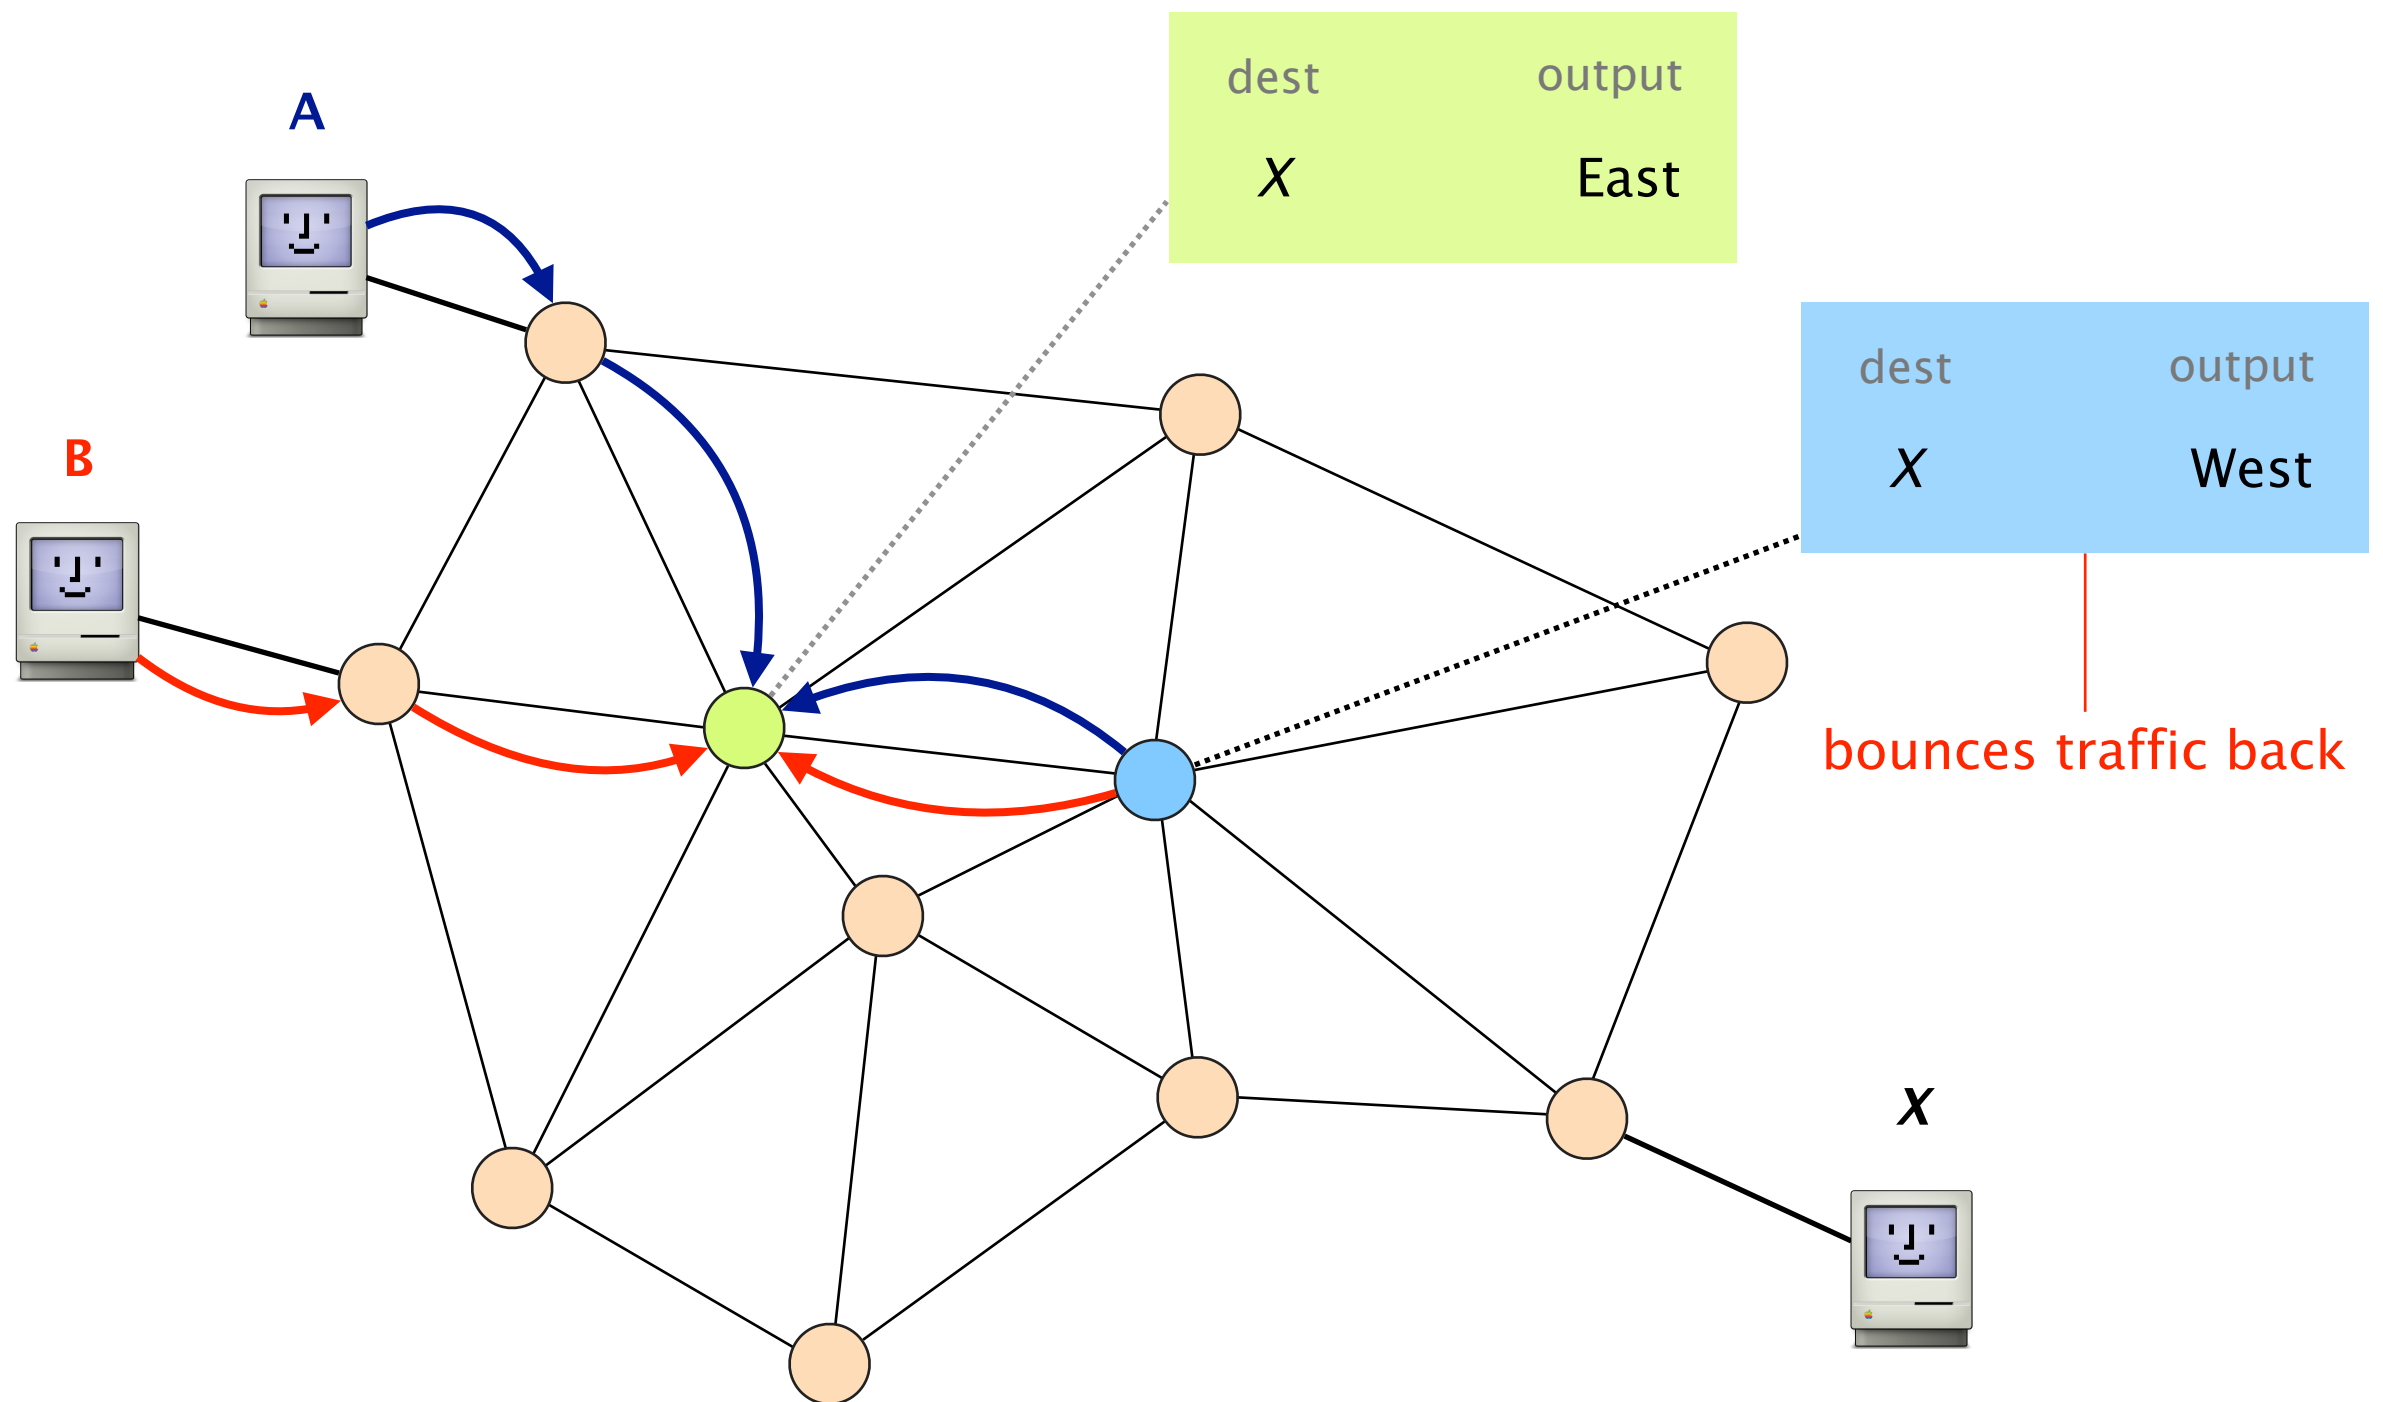 dest output
X East
A
dest output
X West
B
bounces traffic back
X